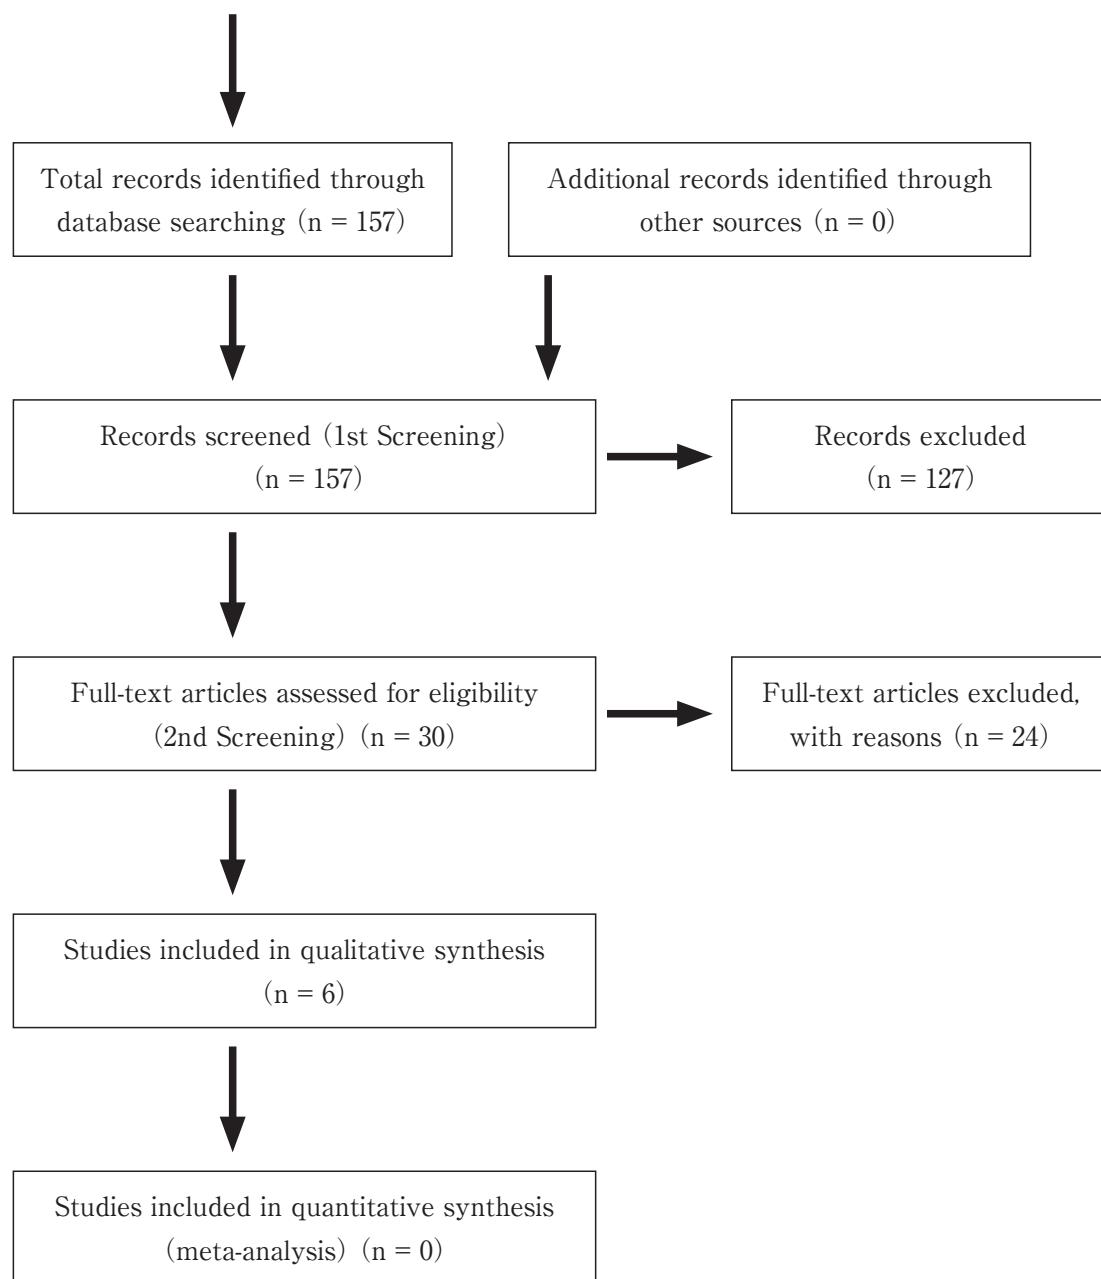 Total records identified through
database searching (n = 157)
Additional records identified through
other sources (n = 0)
Records screened (1st Screening)
(n = 157)
Records excluded
(n = 127)
Full-text articles assessed for eligibility
(2nd Screening) (n = 30)
Full-text articles excluded,
with reasons (n = 24)
Studies included in qualitative synthesis
(n = 6)
Studies included in quantitative synthesis
(meta-analysis) (n = 0)